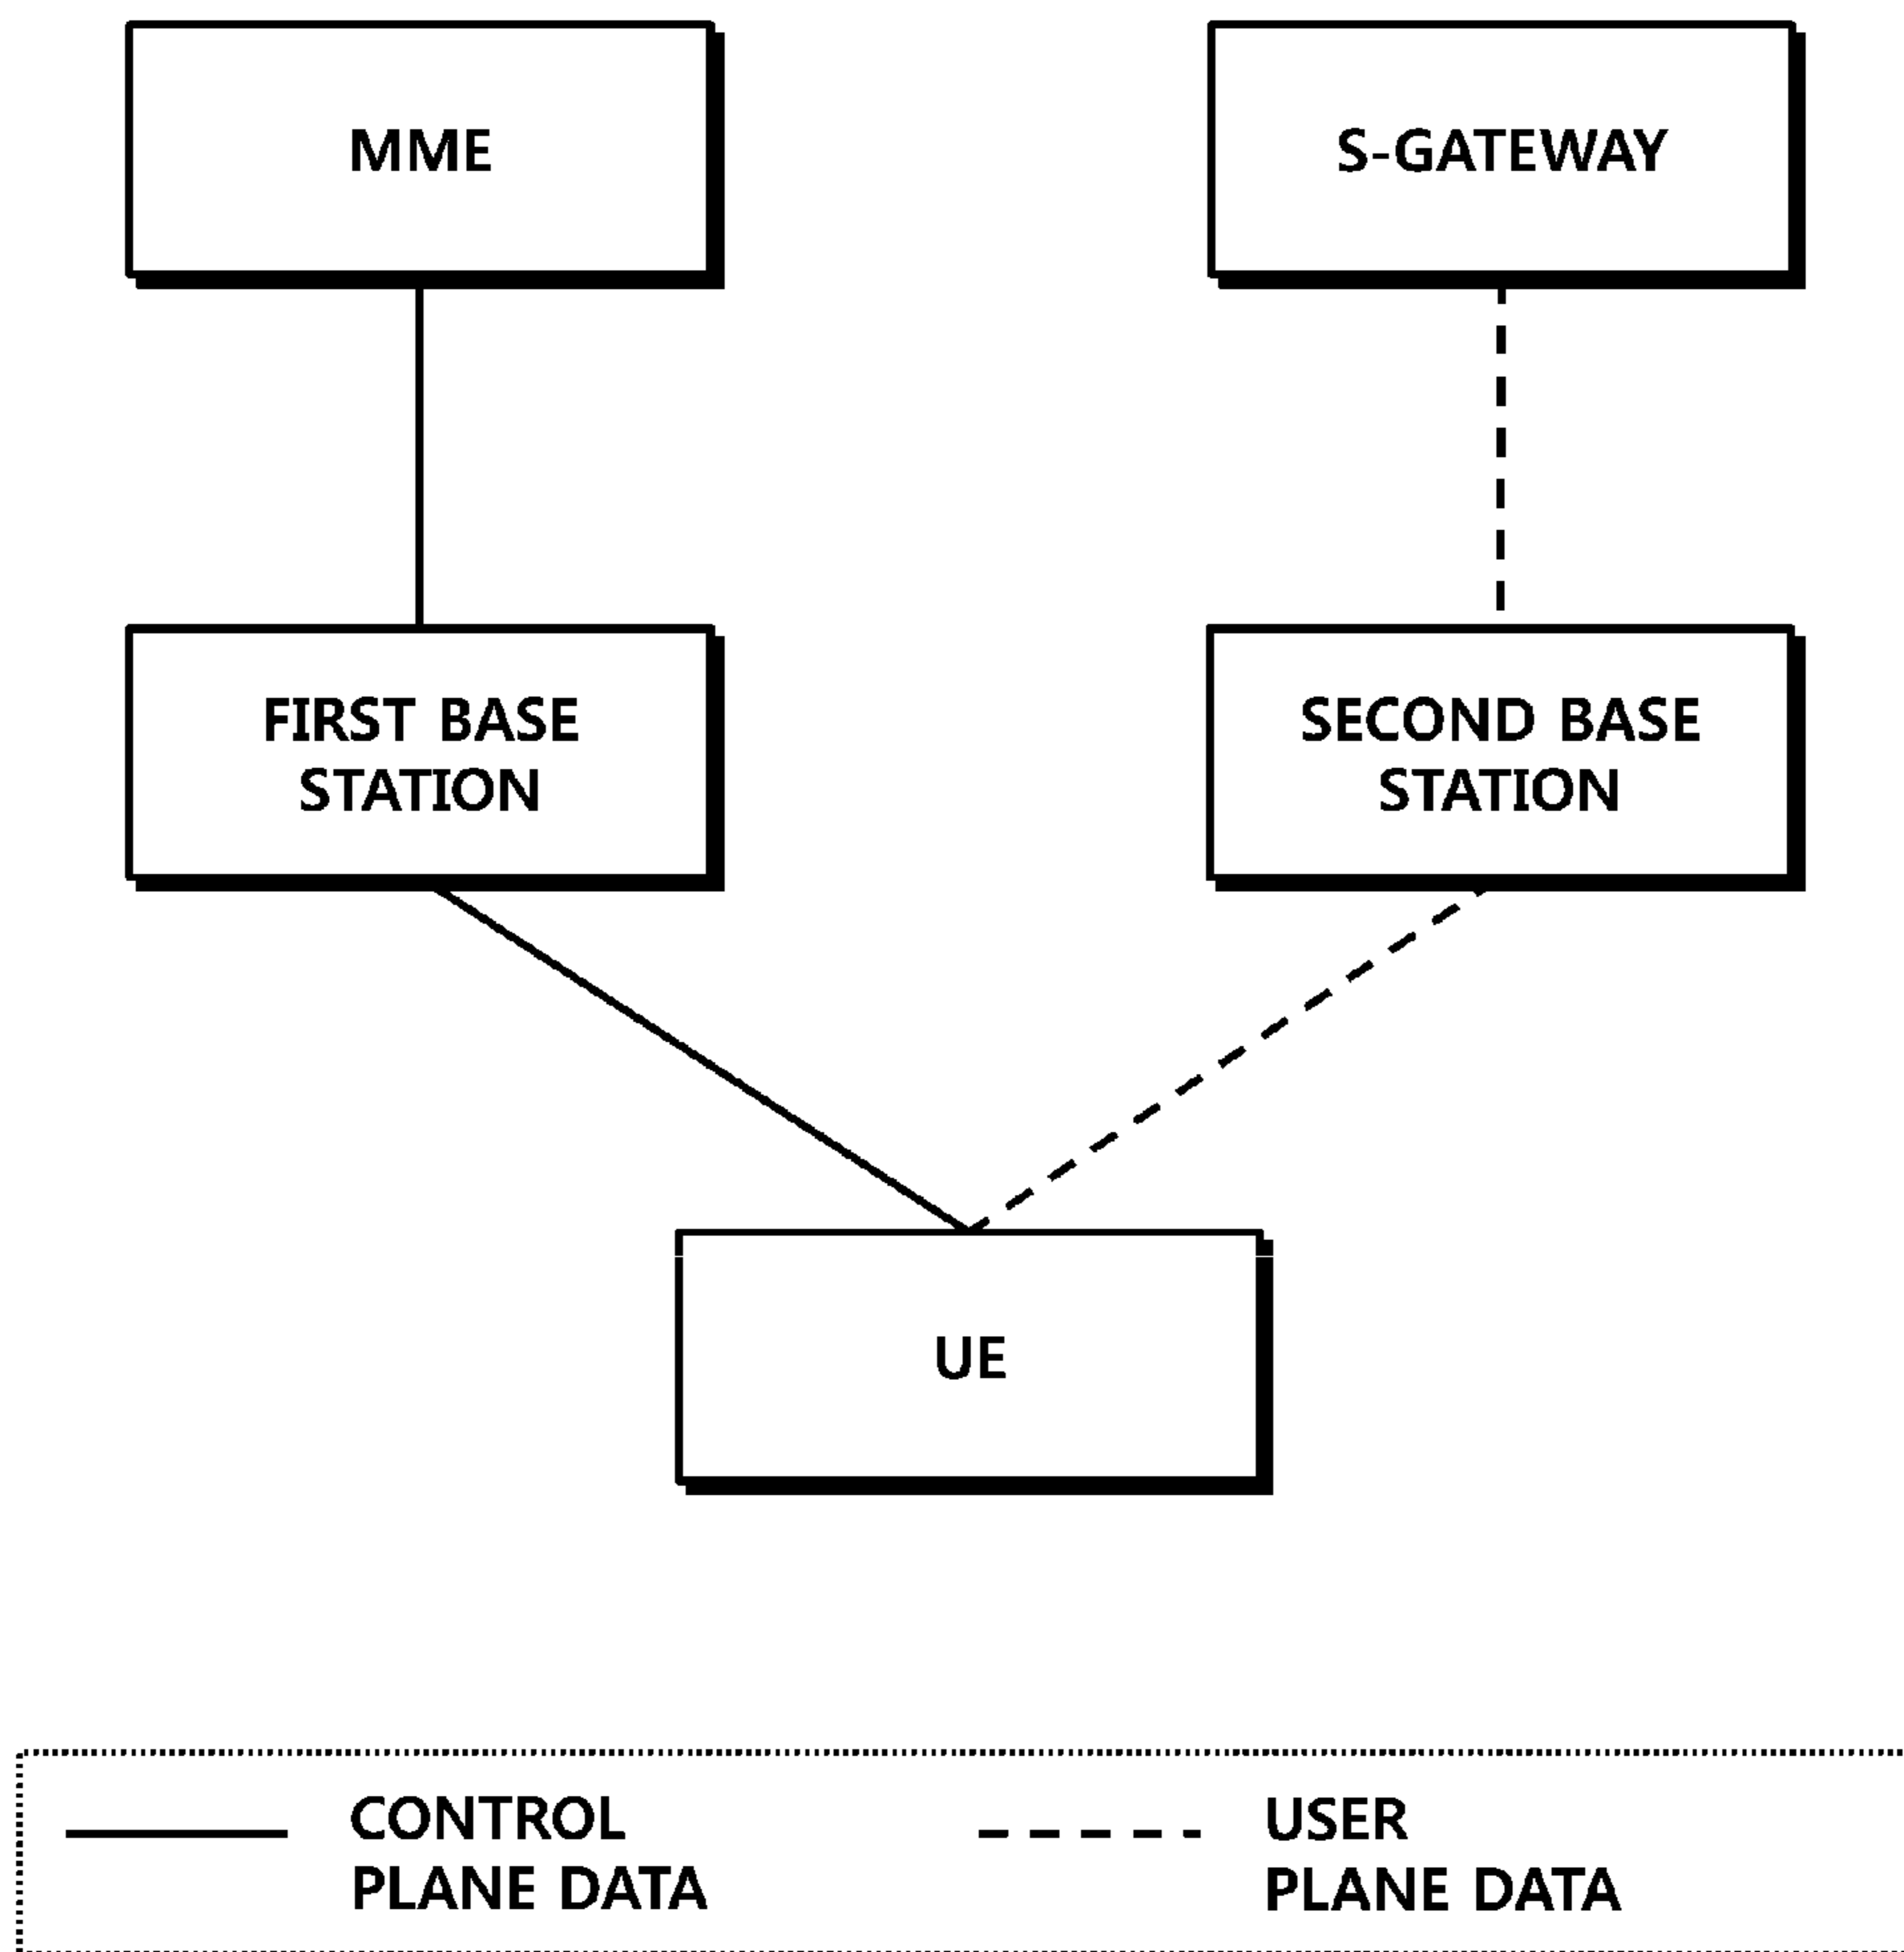 MME
S-GATEWAY
FIRST BASE
STATION
SECOND BASE
STATION
UE
CONTROL
PLANE DATA
USER
PLANE DATA